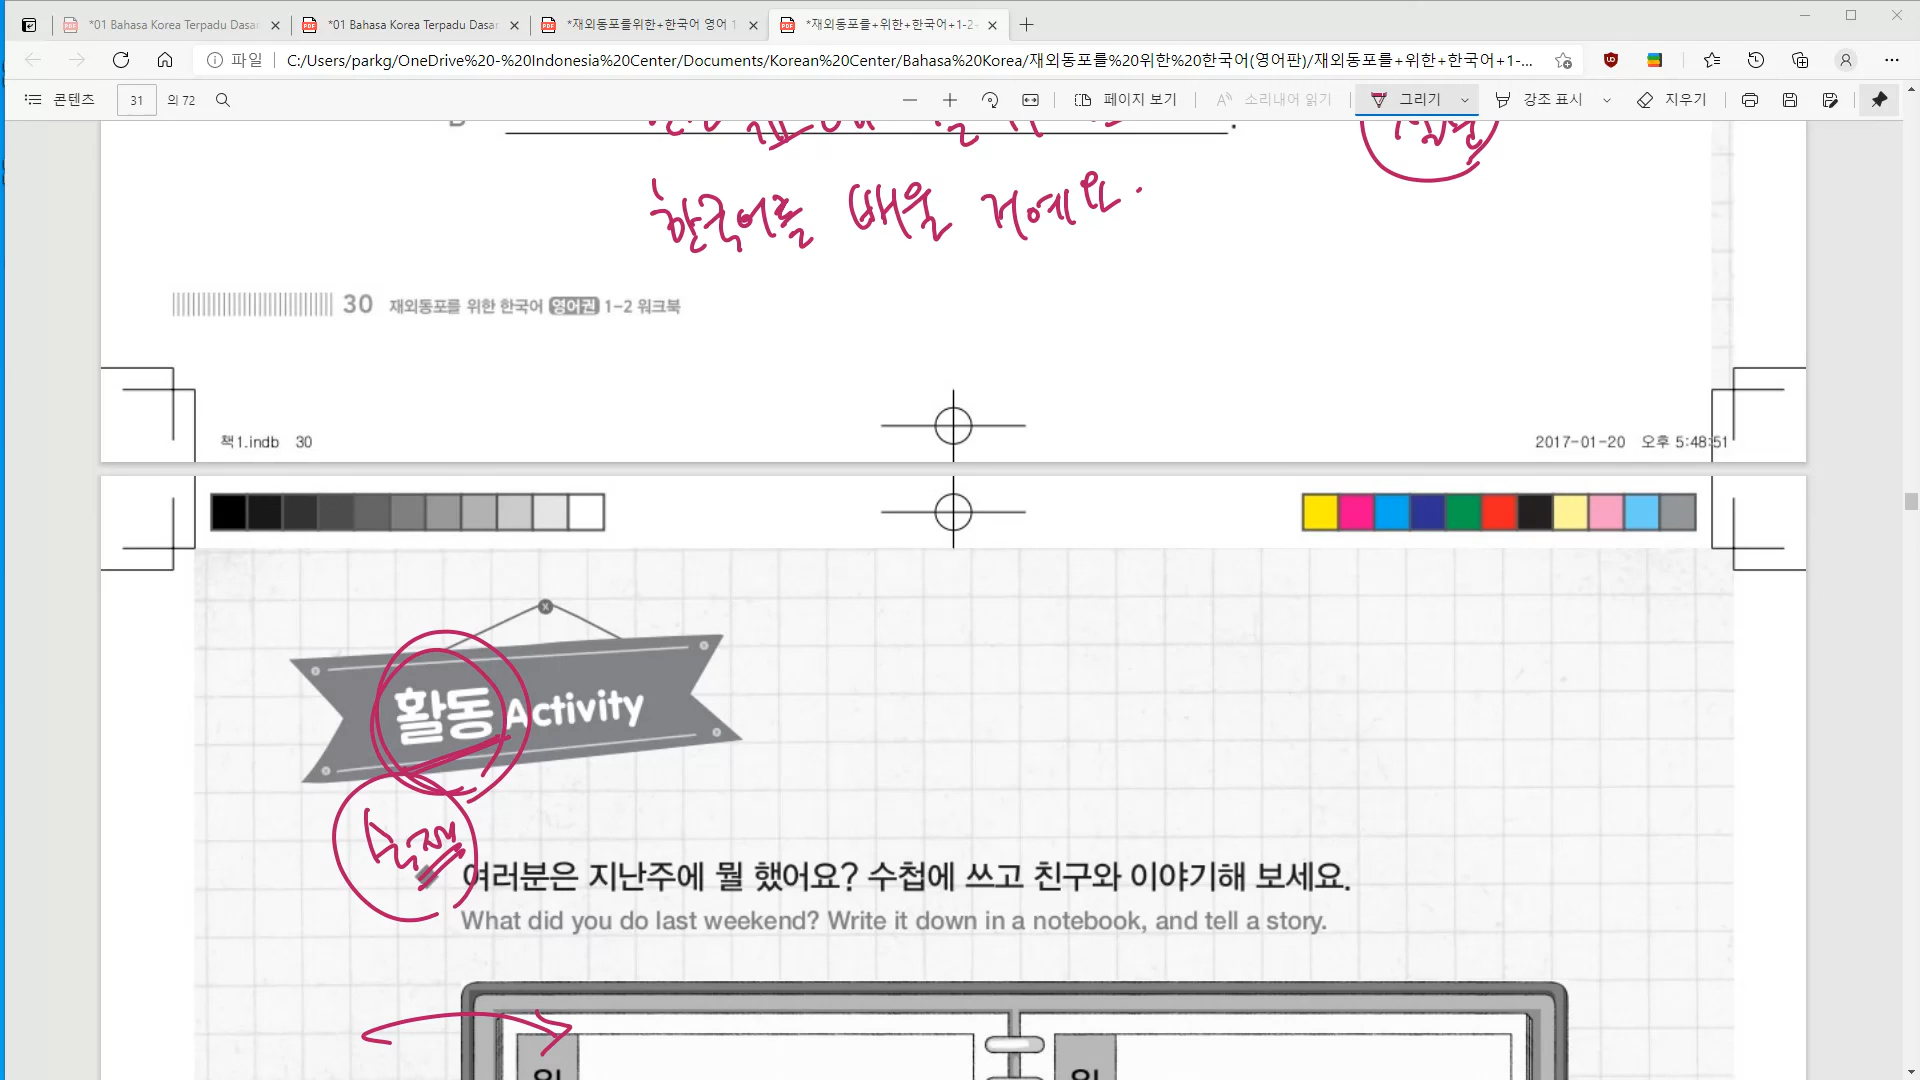 *01 Bahasa Korea Terpadu Dasar
*01 Bahasa Korea Terpadu Dasar
*재외동포를위한+한국어 영어 1
*재외동포를+위한+한국어+1-2-
파일
C:/Users/parkg/OneDrive%20-%20Indonesia%20Center/Documents/Korean%20Center/Bahasa%20Korea/재외동포를%20위한%20한국어(영어판)/재외동포를+위한+한국어+1-...
콘텐츠
31
의 72
페이지 보기
소리내어 읽기
그리기
강조 표시
지우기
한국어를 배울 거예요.
30 재외동포를 위한 한국어 영어권 1-2 워크북
책1.indb 30
2017-01-20 오후 5:48:51
활동 Activity
숙제
여러분은 지난주에 뭘 했어요? 수첩에 쓰고 친구와 이야기해 보세요.
What did you do last weekend? Write it down in a notebook, and tell a story.